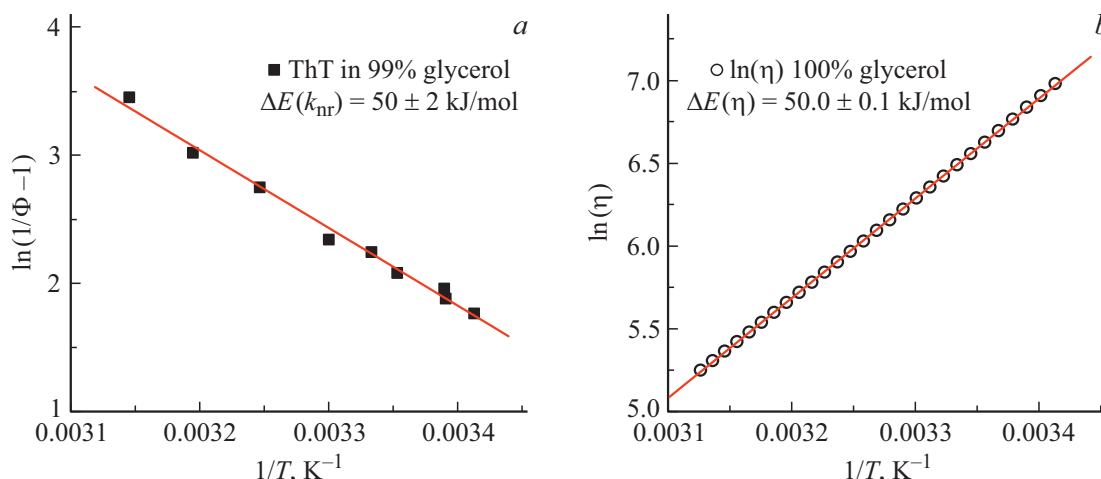 a
■ ThT in 99% glycerol
ΔE(k_nr) = 50 ± 2 kJ/mol
ln(1/Φ –1)
4
3
2
1
0.0031
0.0032
0.0033
0.0034
1/T, K⁻¹
b
○ ln(η) 100% glycerol
ΔE(η) = 50.0 ± 0.1 kJ/mol
ln(η)
7.0
6.5
6.0
5.5
5.0
0.0031
0.0032
0.0033
0.0034
1/T, K⁻¹